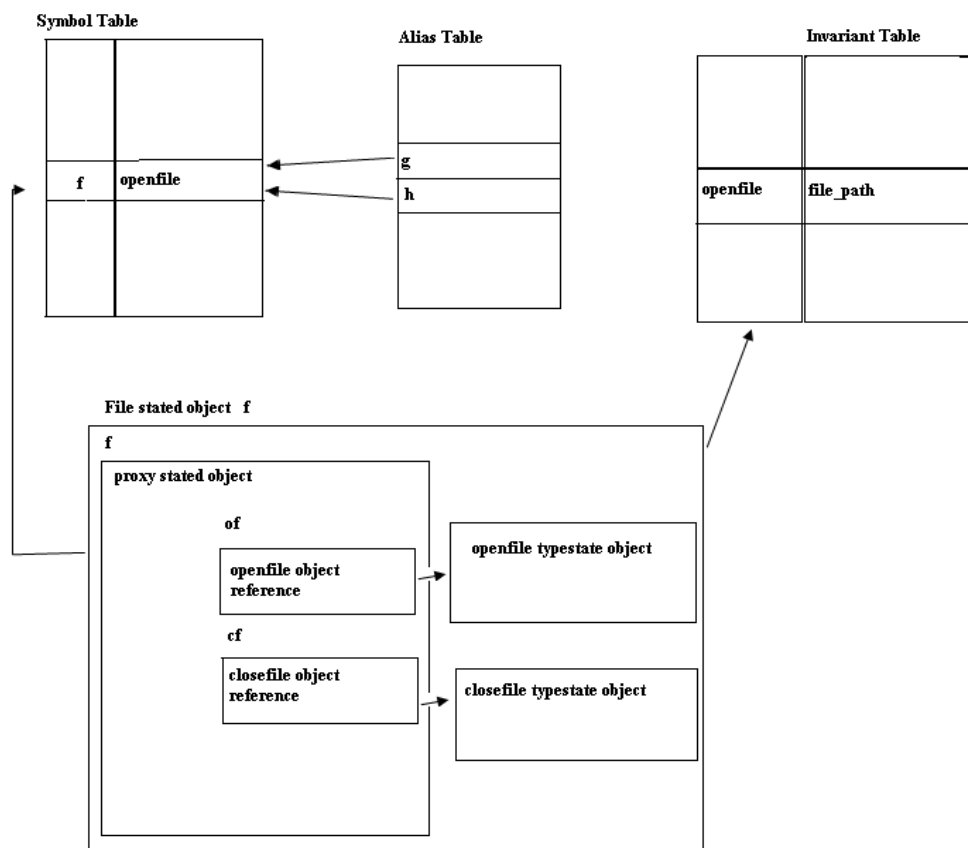 Symbol Table
Alias Table
Invariant Table
f
openfile
g
h
openfile
file_path
File stated object f
f
proxy stated object
of
openfile object
reference
openfile typestate object
cf
closefile object
reference
closefile typestate object